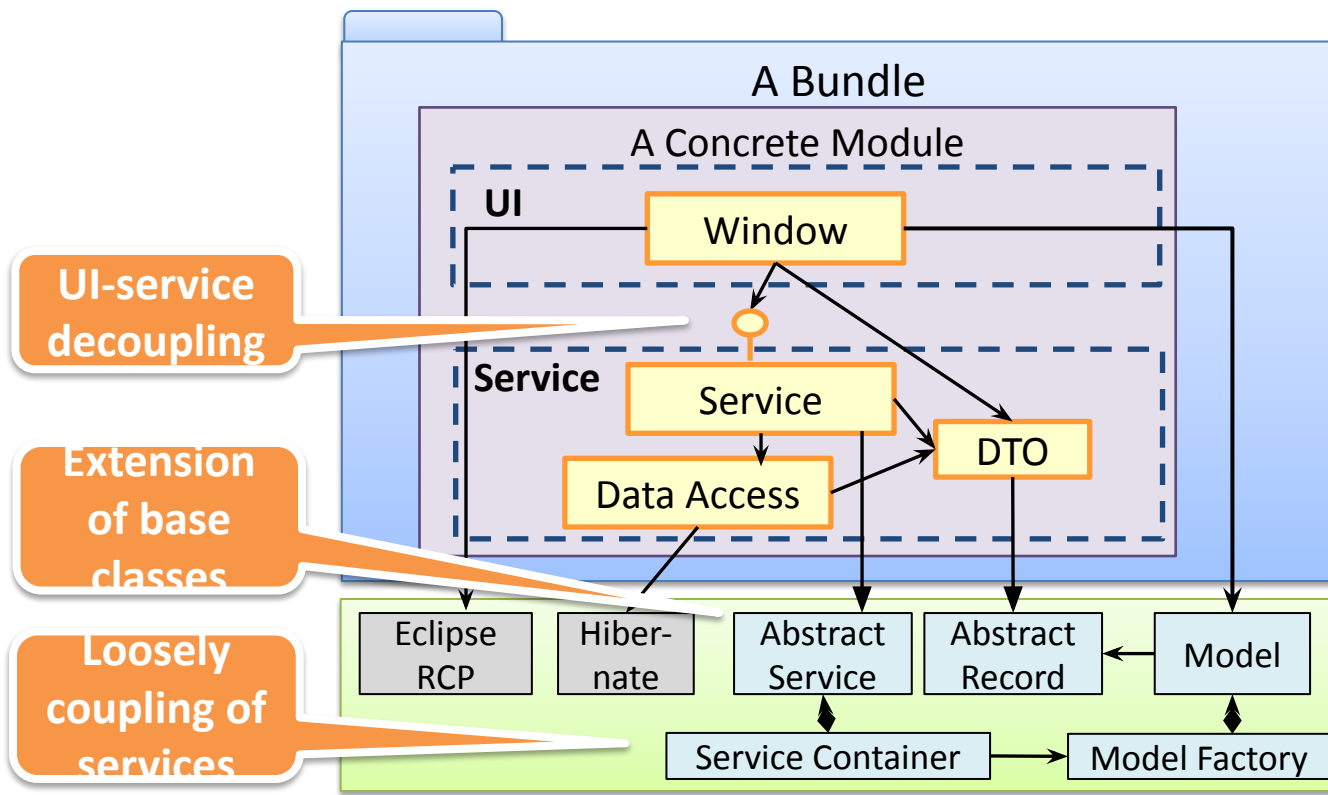 A Bundle
A Concrete Module
UI
Window
UI-service
decoupling
Service
Service
DTO
Data Access
Extension
of base
classes
Eclipse
RCP
Hiber-
nate
Abstract
Service
Abstract
Record
Model
Loosely
coupling of
services
Service Container
Model Factory